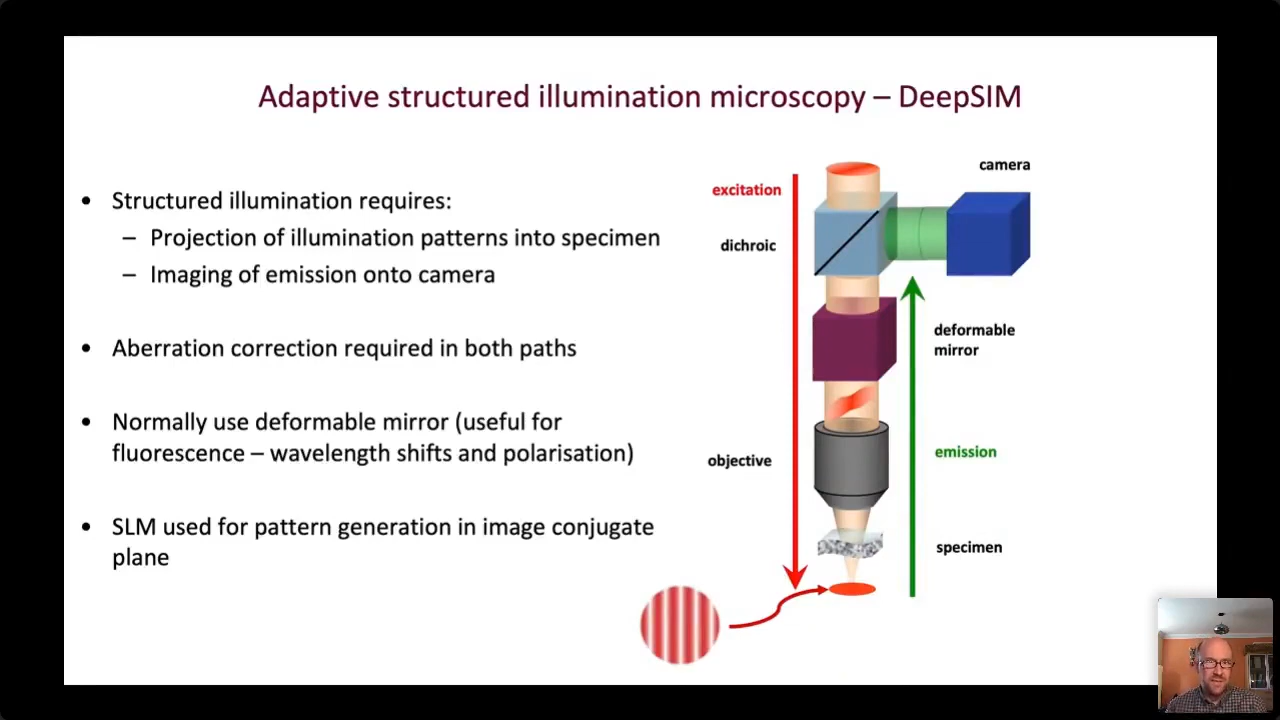 Adaptive structured illumination microscopy – DeepSIM
• Structured illumination requires:
– Projection of illumination patterns into specimen
– Imaging of emission onto camera
• Aberration correction required in both paths
• Normally use deformable mirror (useful for
fluorescence – wavelength shifts and polarisation)
• SLM used for pattern generation in image conjugate
plane
camera
excitation
dichroic
deformable
mirror
objective
emission
specimen